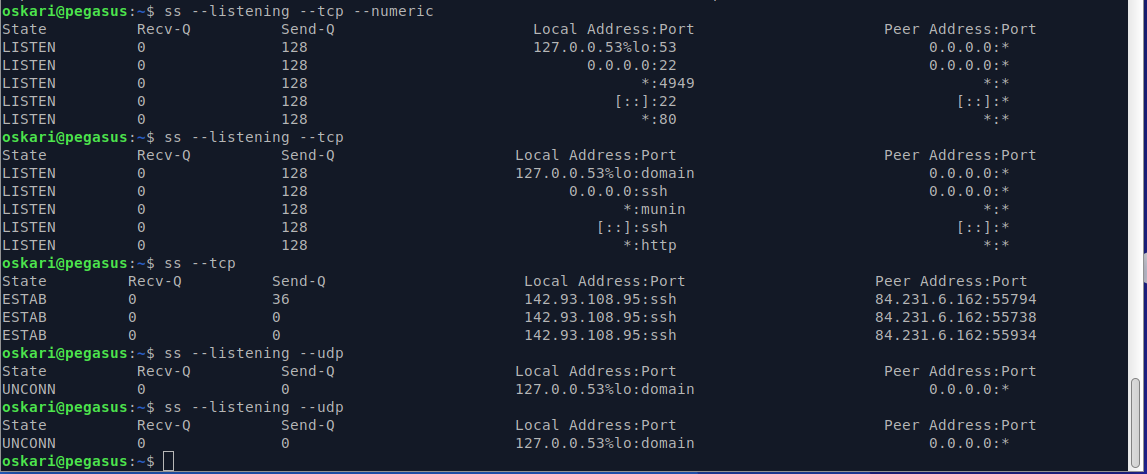 oskari@pegasus:~$ ss --listening --tcp --numeric
State Recv-Q Send-Q Local Address:Port Peer Address:Port
LISTEN 0 128 127.0.0.53%lo:53 0.0.0.0:*
LISTEN 0 128 0.0.0.0:22 0.0.0.0:*
LISTEN 0 128 *:4949 *:*
LISTEN 0 128 [::]:22 [::]:*
LISTEN 0 128 *:80 *:*
oskari@pegasus:~$ ss --listening --tcp
State Recv-Q Send-Q Local Address:Port Peer Address:Port
LISTEN 0 128 127.0.0.53%lo:domain 0.0.0.0:*
LISTEN 0 128 0.0.0.0:ssh 0.0.0.0:*
LISTEN 0 128 *:munin *:*
LISTEN 0 128 [::]:ssh [::]:*
LISTEN 0 128 *:http *:*
oskari@pegasus:~$ ss --tcp
State Recv-Q Send-Q Local Address:Port Peer Address:Port
ESTAB 0 36 142.93.108.95:ssh 84.231.6.162:55794
ESTAB 0 0 142.93.108.95:ssh 84.231.6.162:55738
ESTAB 0 0 142.93.108.95:ssh 84.231.6.162:55934
oskari@pegasus:~$ ss --listening --udp
State Recv-Q Send-Q Local Address:Port Peer Address:Port
UNCONN 0 0 127.0.0.53%lo:domain 0.0.0.0:*
oskari@pegasus:~$ ss --listening --udp
State Recv-Q Send-Q Local Address:Port Peer Address:Port
UNCONN 0 0 127.0.0.53%lo:domain 0.0.0.0:*
oskari@pegasus:~$